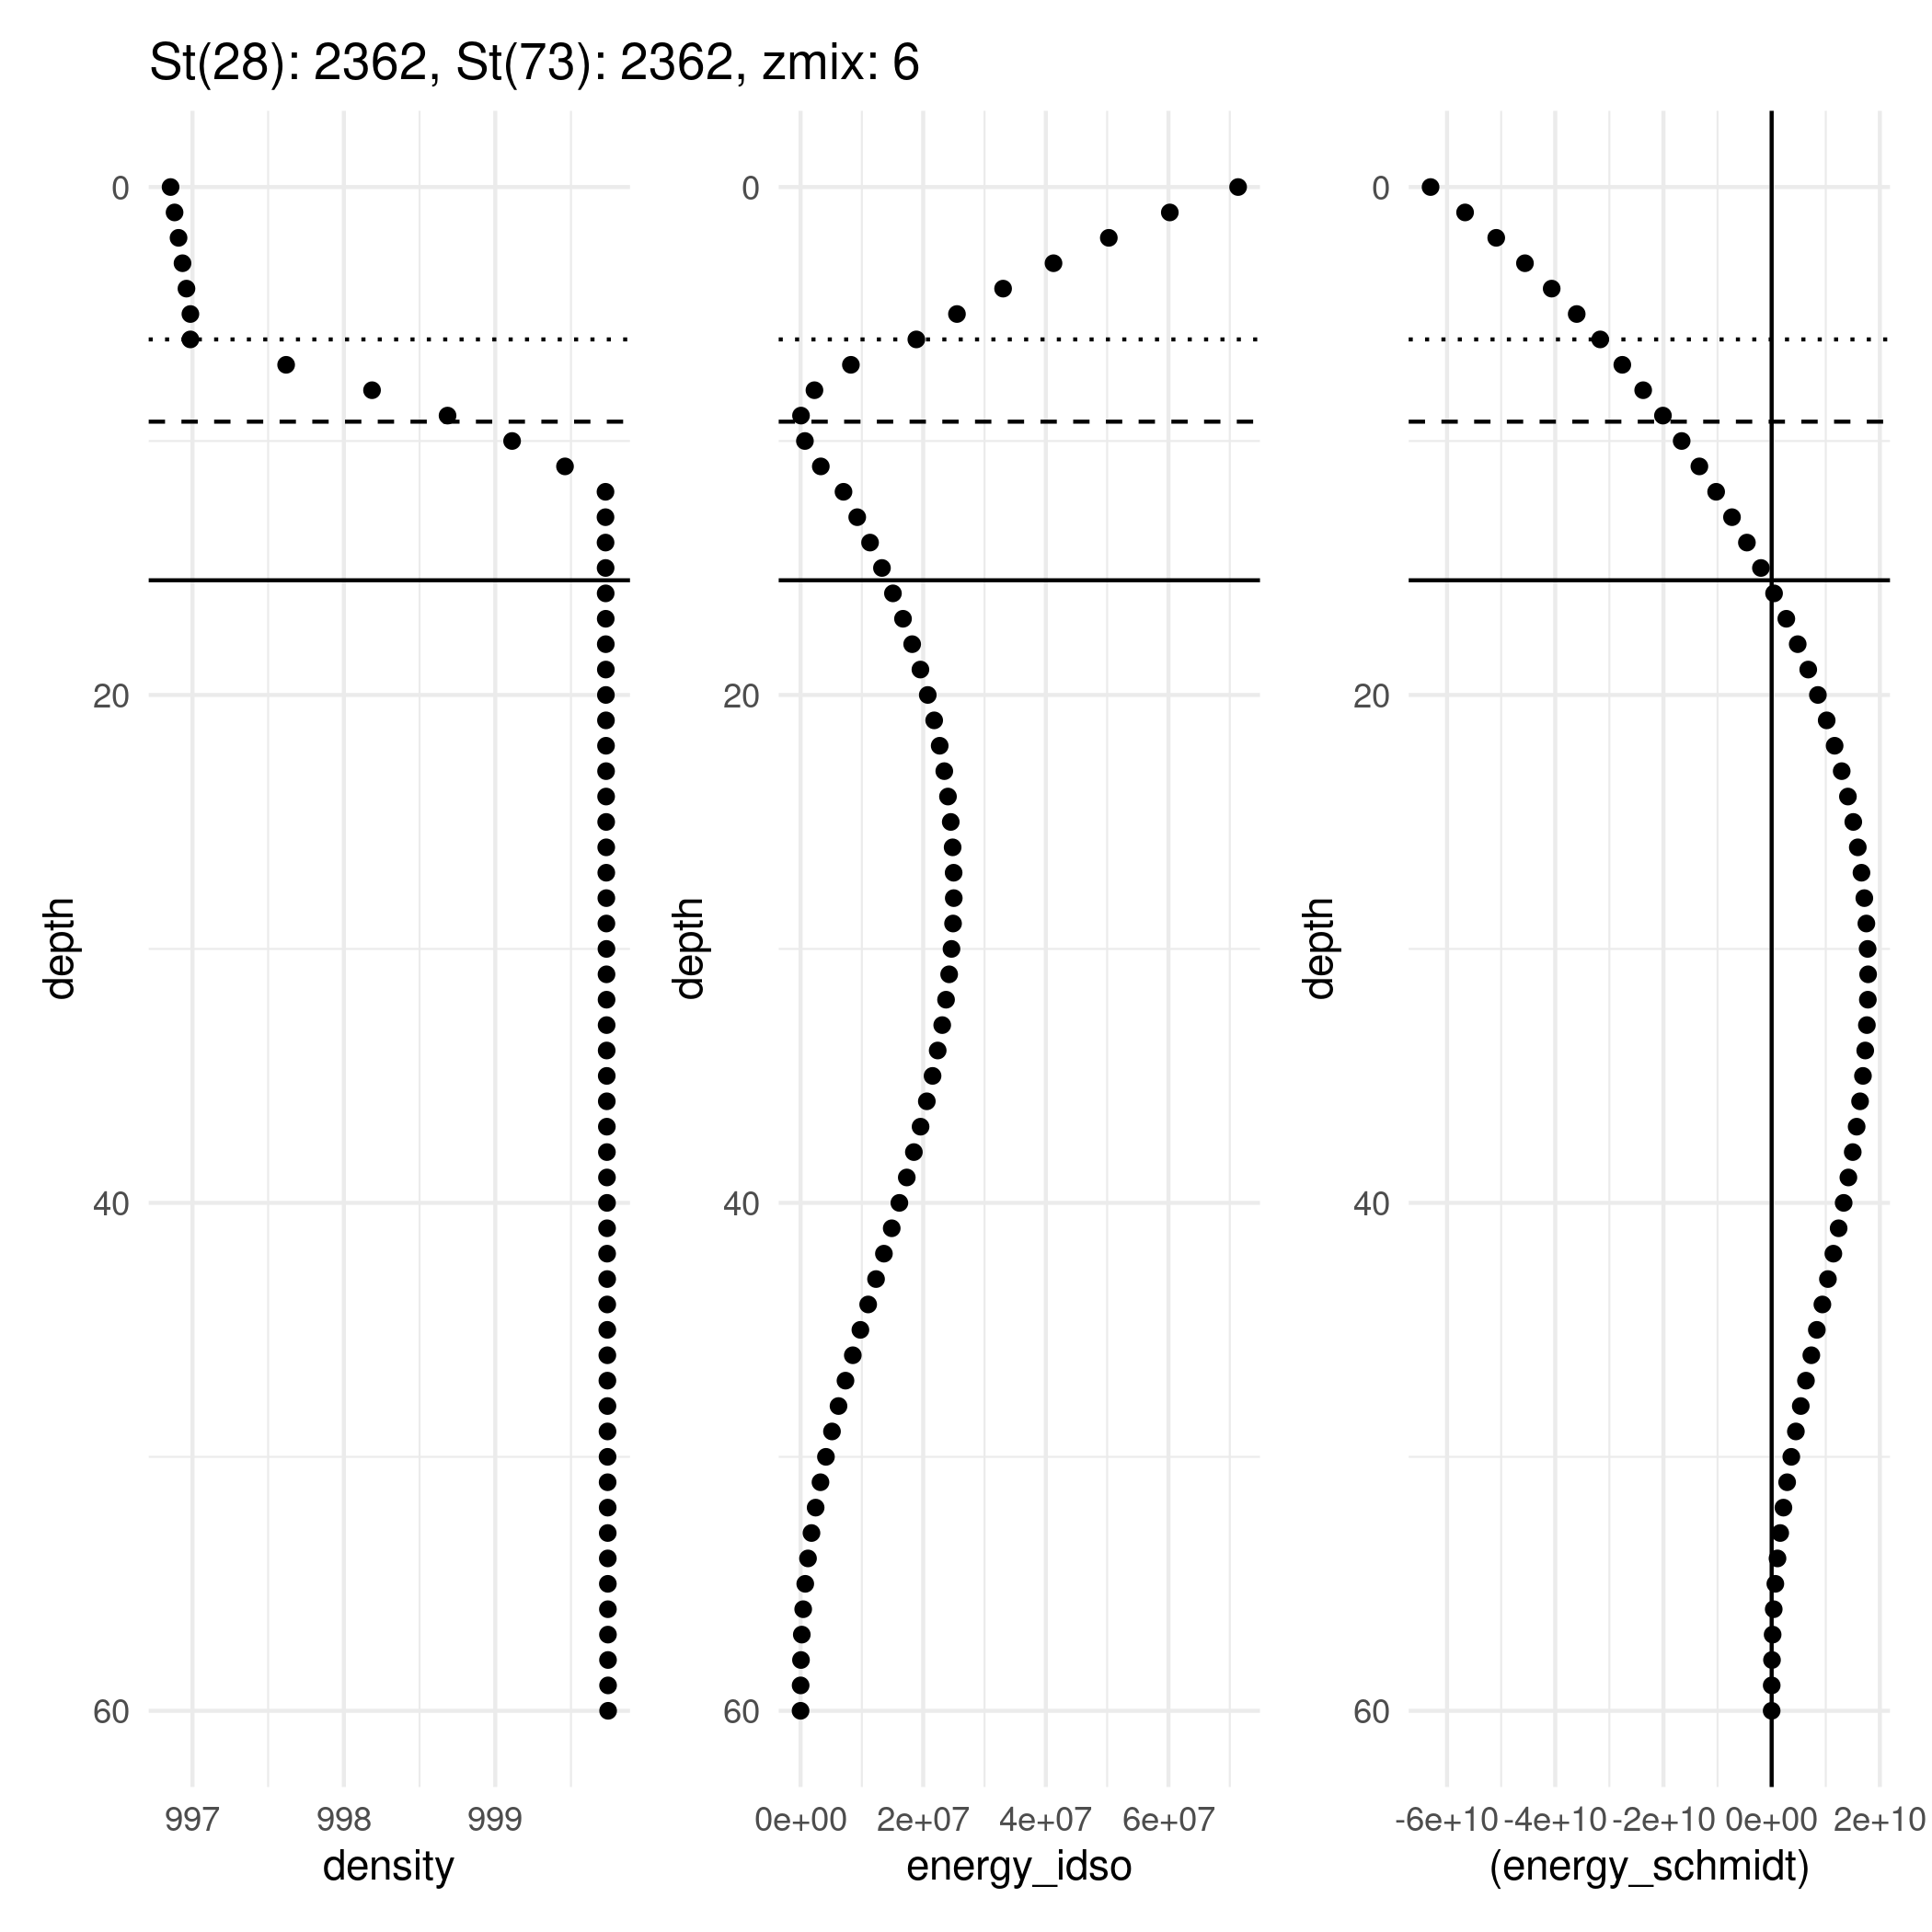 St(28): 2362, St(73): 2362, zmix: 6
0
20
40
60
depth
997
998
999
density
0
20
40
60
depth
0e+00
2e+07
4e+07
6e+07
energy_idso
0
20
40
60
depth
-6e+10
-4e+10
-2e+10
0e+00
2e+10
(energy_schmidt)